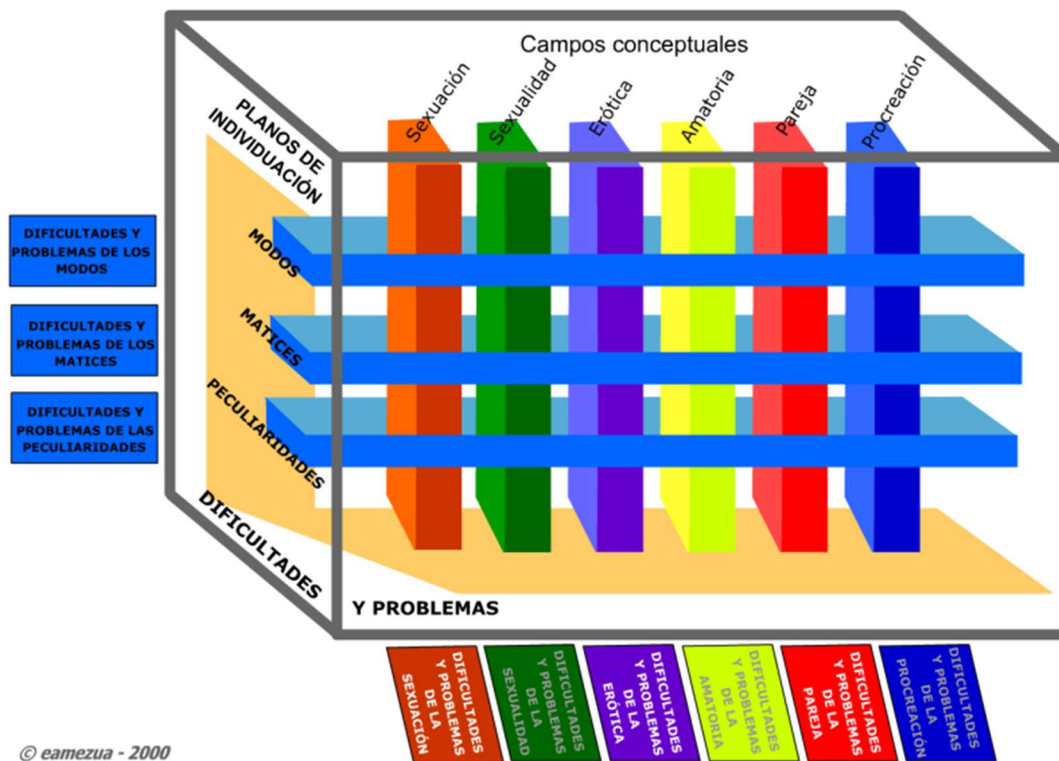 Campos conceptuales
Sexuación
Sexualidad
Erótica
Amatoria
Pareja
Procreación
PLANOS DE
INDIVIDUACIÓN
DIFICULTADES Y
PROBLEMAS DE LOS
MODOS
MODOS
DIFICULTADES Y
PROBLEMAS DE LOS
MATICES
MATICES
DIFICULTADES Y
PROBLEMAS DE LAS
PECULIARIDADES
PECULIARIDADES
DIFICULTADES
Y PROBLEMAS
DIFICULTADES
Y PROBLEMAS
DE LA
SEXUACIÓN
DIFICULTADES
Y PROBLEMAS
DE LA
SEXUALIDAD
DIFICULTADES
Y PROBLEMAS
DE LA
ERÓTICA
DIFICULTADES
Y PROBLEMAS
DE LA
AMATORIA
DIFICULTADES
Y PROBLEMAS
DE LA
PAREJA
DIFICULTADES
Y PROBLEMAS
DE LA
PROCREACIÓN
© eamezua - 2000